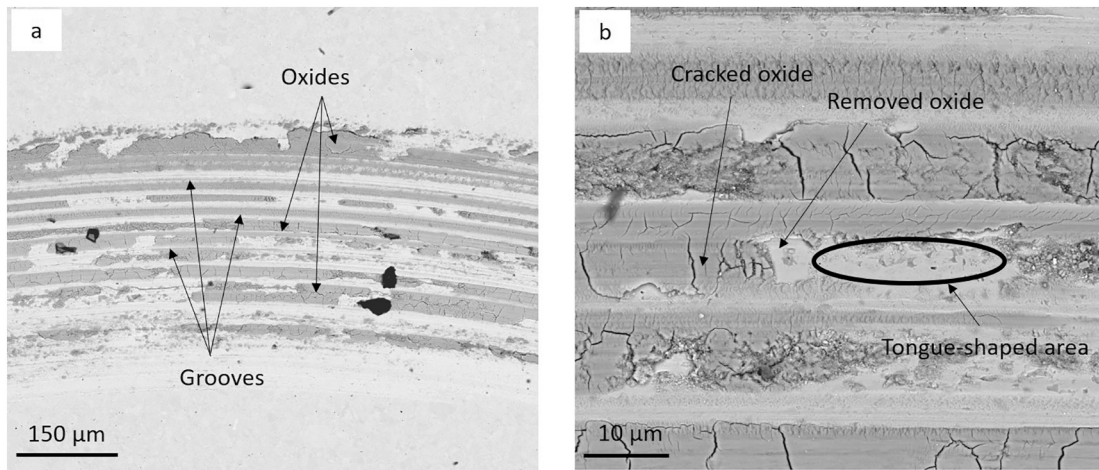 a
Oxides
Grooves
150 µm
b
Cracked oxide
Removed oxide
Tongue-shaped area
10 µm